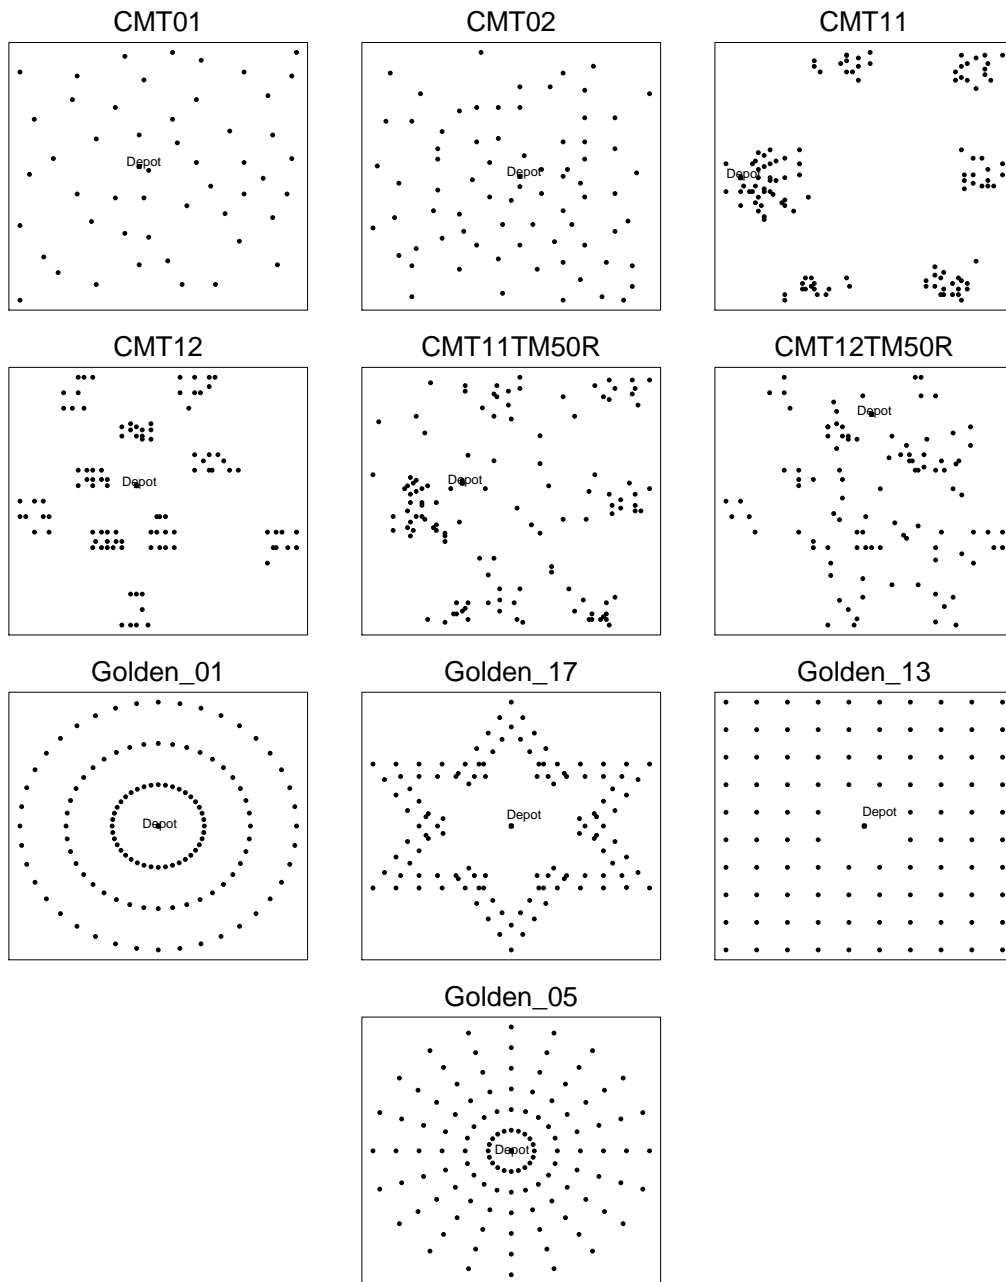 CMT01
CMT02
CMT11
Depot
Depot
Depot
CMT12
CMT11TM50R
CMT12TM50R
Depot
Depot
Depot
Golden_01
Golden_17
Golden_13
Depot
Depot
Depot
Golden_05
Depot